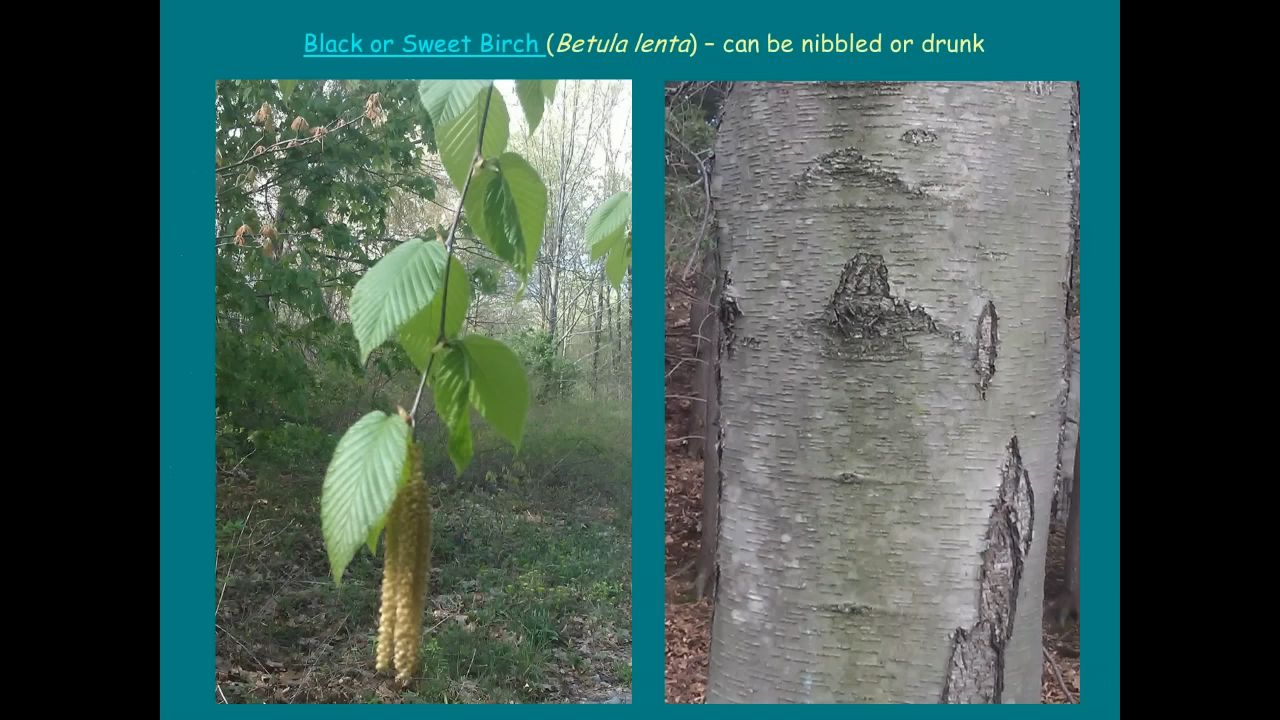 Black or Sweet Birch (Betula lenta) – can be nibbled or drunk